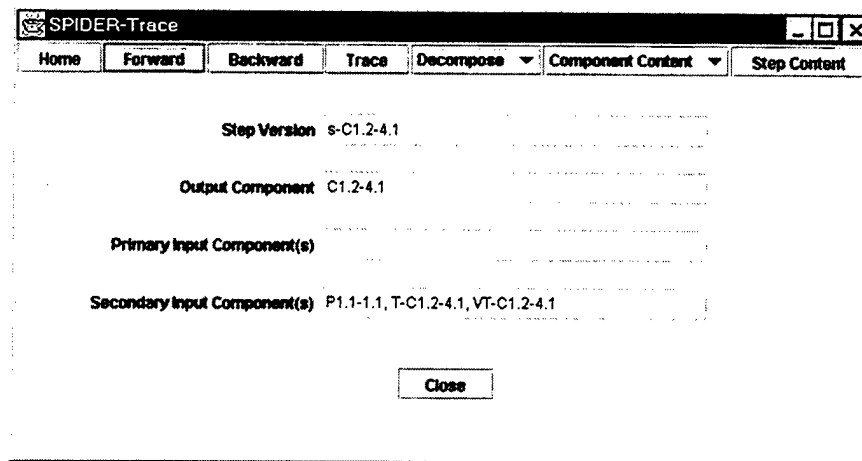 SPIDER-Trace
Home Forward Backward Trace Decompose Component Content Step Content
Step Version s-C1.2-4.1
Output Component C1.2-4.1
Primary Input Component(s)
Secondary Input Component(s) P1.1-1.1, T-C1.2-4.1, VT-C1.2-4.1
Close